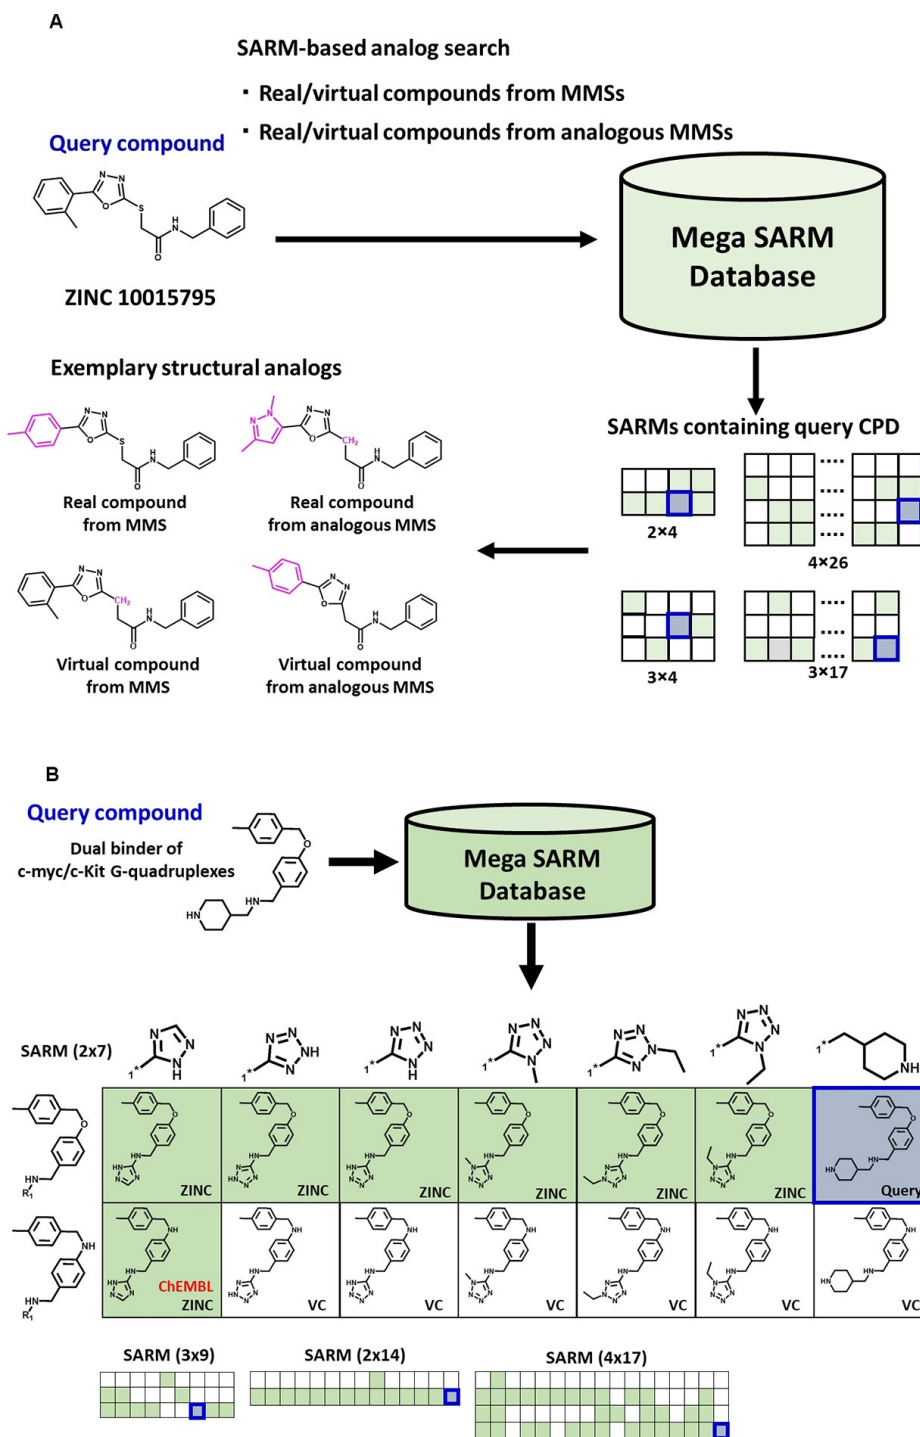 A
SARM-based analog search
・ Real/virtual compounds from MMSs
・ Real/virtual compounds from analogous MMSs
Query compound
ZINC 10015795
Mega SARM
Database
Exemplary structural analogs
Real compound
from MMS
Real compound
from analogous MMS
Virtual compound
from MMS
Virtual compound
from analogous MMS
SARMs containing query CPD
2×4
4×26
3×4
3×17
B
Query compound
Dual binder of
c-myc/c-Kit G-quadruplexes
Mega SARM
Database
SARM (2x7)
ZINC
ZINC
ZINC
ZINC
ZINC
ZINC
Query
ChEMBL
ZINC
VC
VC
VC
VC
VC
VC
SARM (3x9)
SARM (2x14)
SARM (4x17)